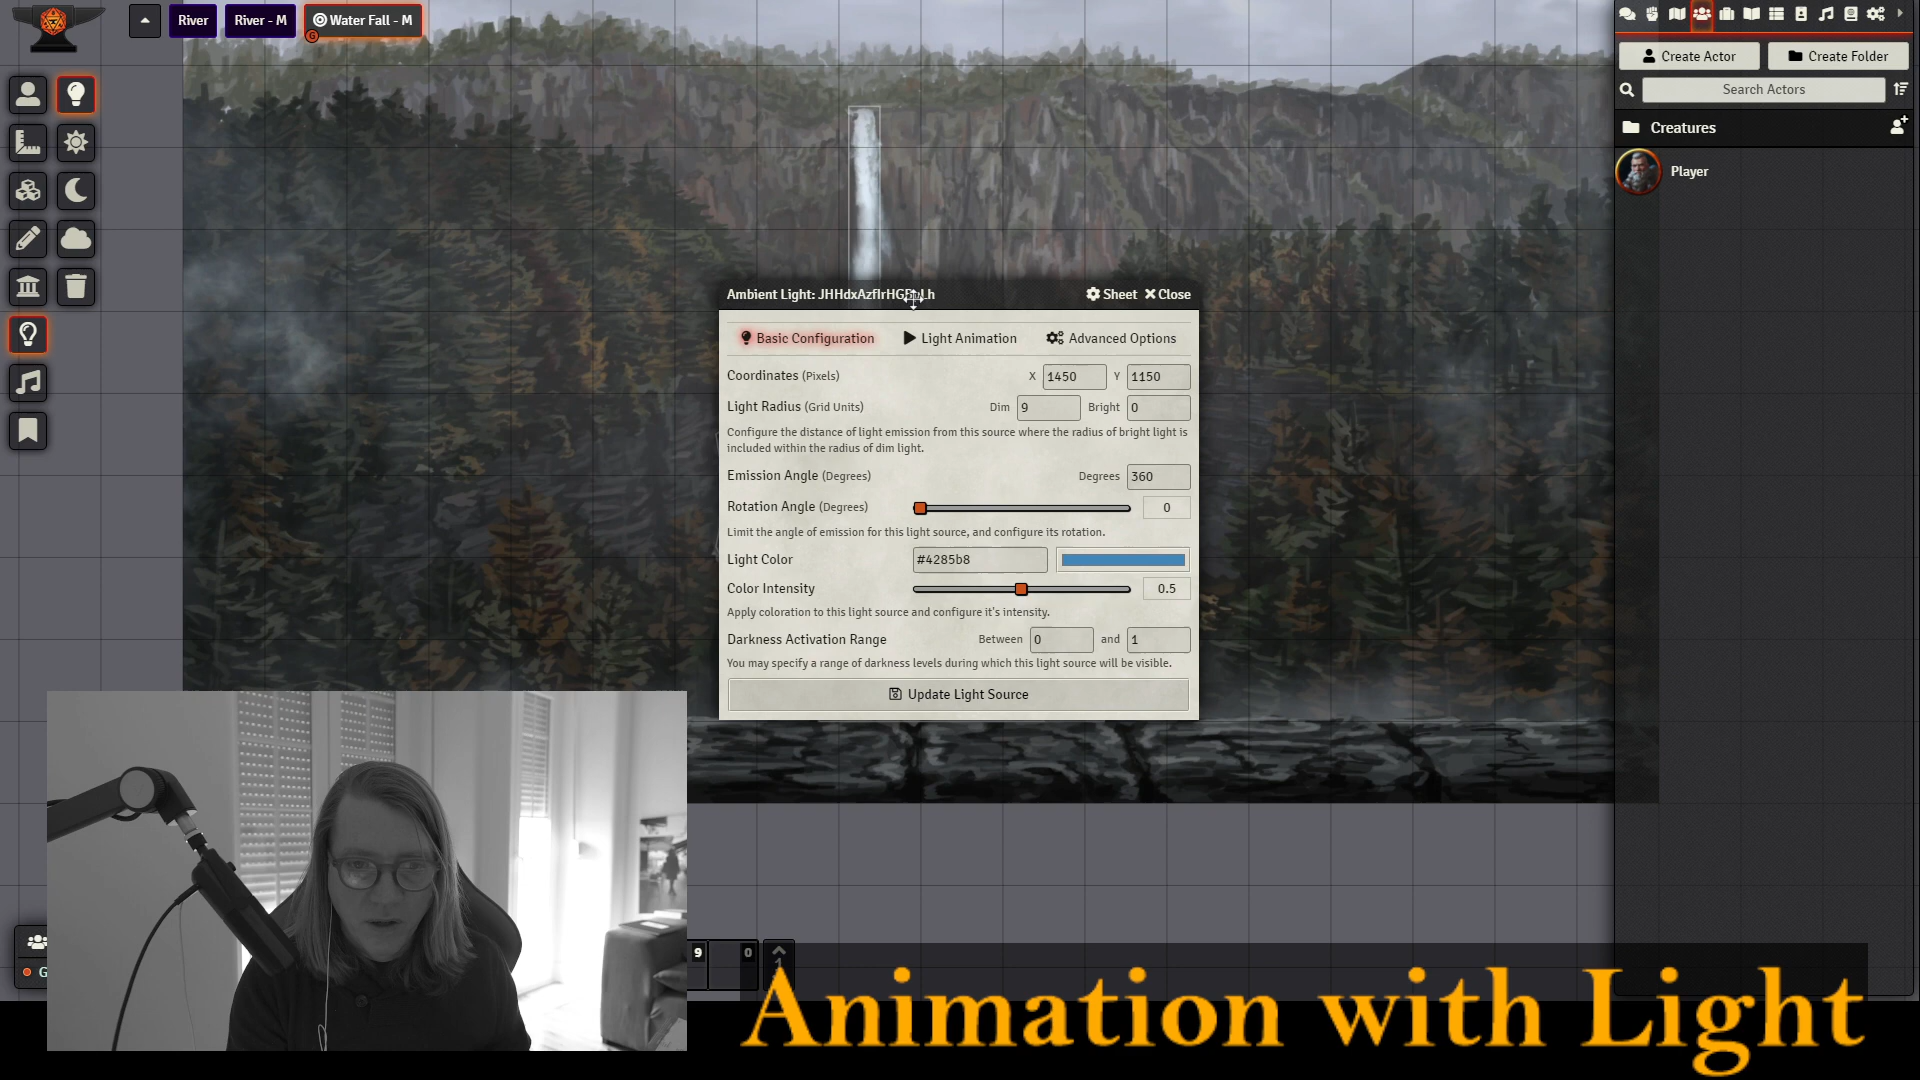 River
River - M
Water Fall - M
G
Create Actor
Create Folder
Search Actors
Creatures
Player
Sheet
Close
Basic Configuration
Light Animation
Advanced Options
Coordinates (Pixels)
X 1450 Y 1150
Light Radius (Grid Units)
Dim 9 Bright 0
Configure the distance of light emission from this source where the radius of bright light is
included within the radius of dim light.
Emission Angle (Degrees)
Degrees 360
Rotation Angle (Degrees)
0
Limit the angle of emission for this light source, and configure its rotation.
Light Color
#4285b8
Color Intensity
0.5
Apply coloration to this light source and configure it's intensity.
Darkness Activation Range
Between 0 and 1
You may specify a range of darkness levels during which this light source will be visible.
Update Light Source
G
9
0
1
Animation with Light